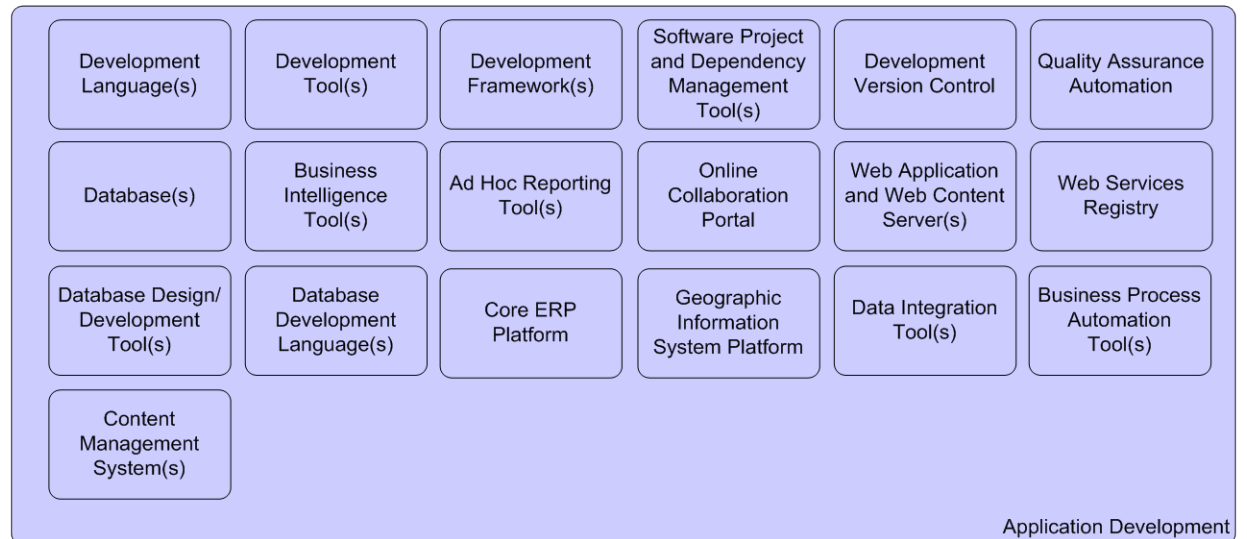 Development
Language(s)
Development
Tool(s)
Development
Framework(s)
Software Project
and Dependency
Management
Tool(s)
Development
Version Control
Quality Assurance
Automation
Database(s)
Business
Intelligence
Tool(s)
Ad Hoc Reporting
Tool(s)
Online
Collaboration
Portal
Web Application
and Web Content
Server(s)
Web Services
Registry
Database Design/
Development
Tool(s)
Database
Development
Language(s)
Core ERP
Platform
Geographic
Information
System Platform
Data Integration
Tool(s)
Business Process
Automation
Tool(s)
Content
Management
System(s)
Application Development